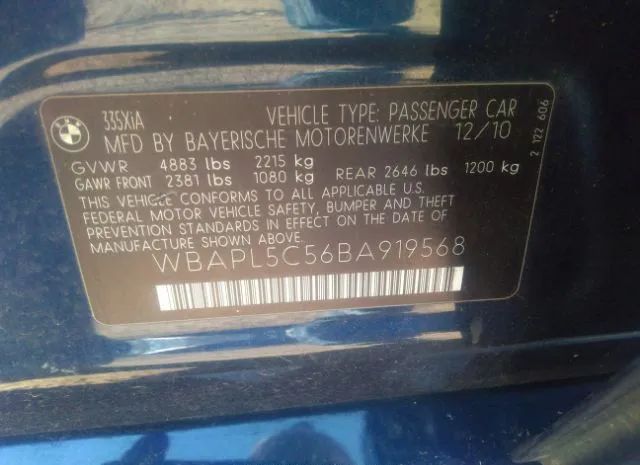 BMW
335XiA VEHICLE TYPE: PASSENGER CAR
MFD BY BAYERISCHE MOTORENWERKE 12/10
GVWR 4883 lbs 2215 kg
GAWR FRONT 2381 lbs 1080 kg REAR 2646 lbs 1200 kg
THIS VEHICLE CONFORMS TO ALL APPLICABLE U.S.
FEDERAL MOTOR VEHICLE SAFETY, BUMPER AND THEFT
PREVENTION STANDARDS IN EFFECT ON THE DATE OF
MANUFACTURE SHOWN ABOVE.
WBAPL5C56BA919568
2 122 606